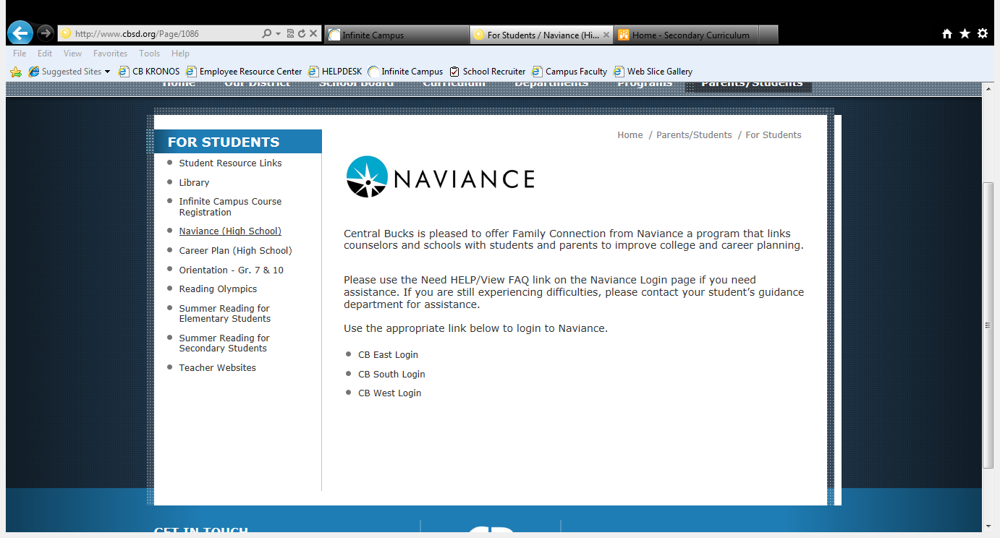 http://www.cbsd.org/Page/1086
Infinite Campus
For Students / Naviance (Hi...
Home - Secondary Curriculum
File Edit View Favorites Tools Help
Suggested Sites CB KRONOS Employee Resource Center HELPDESK Infinite Campus School Recruiter Campus Faculty Web Slice Gallery
Home Our District School Board Curriculum Departments Programs Parents/Students
Home / Parents/Students / For Students
FOR STUDENTS
Student Resource Links
Library
Infinite Campus Course
Registration
Naviance (High School)
Career Plan (High School)
Orientation - Gr. 7 & 10
Reading Olympics
Summer Reading for
Elementary Students
Summer Reading for
Secondary Students
Teacher Websites
NAVIANCE
Central Bucks is pleased to offer Family Connection from Naviance a program that links
counselors and schools with students and parents to improve college and career planning.
Please use the Need HELP/View FAQ link on the Naviance Login page if you need
assistance. If you are still experiencing difficulties, please contact your student’s guidance
department for assistance.
Use the appropriate link below to login to Naviance.
CB East Login
CB South Login
CB West Login
GET IN TOUCH
CB